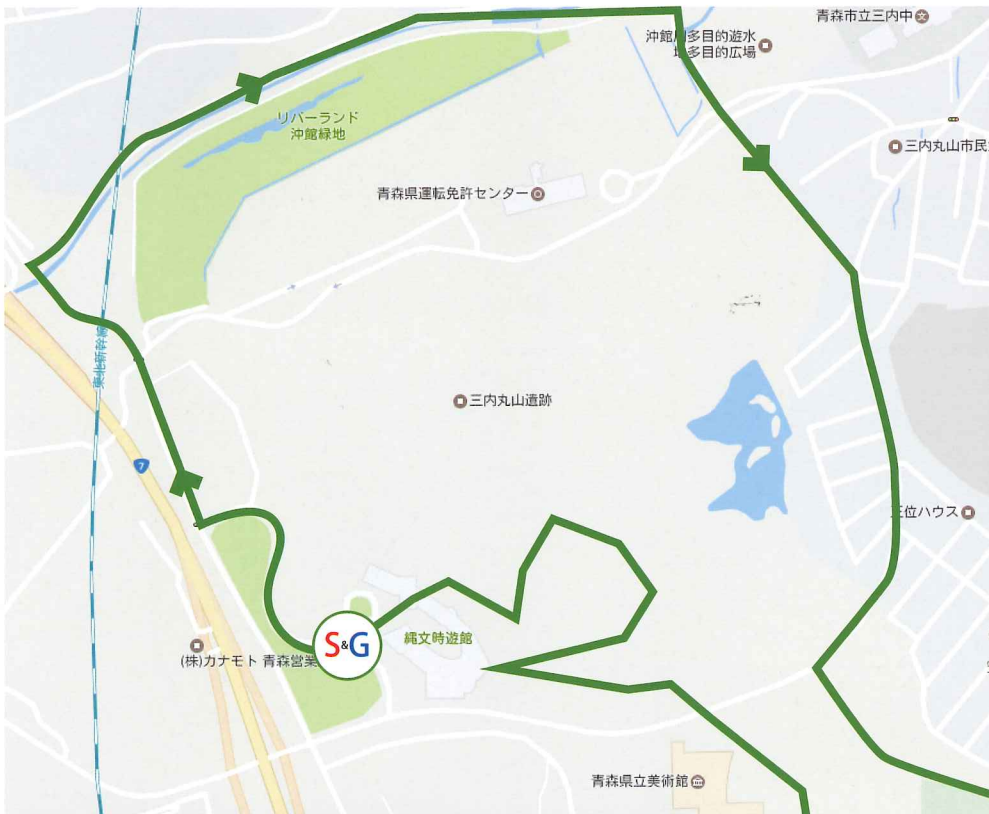 青森市立三内中
沖館川多目的遊水
地多目的広場
リバーランド
沖館緑地
三内丸山市民
青森県運転免許センター
東北新幹線
三内丸山遺跡
7
三位ハウス
S&G
縄文時遊館
(株)カナモト 青森営業
青森県立美術館